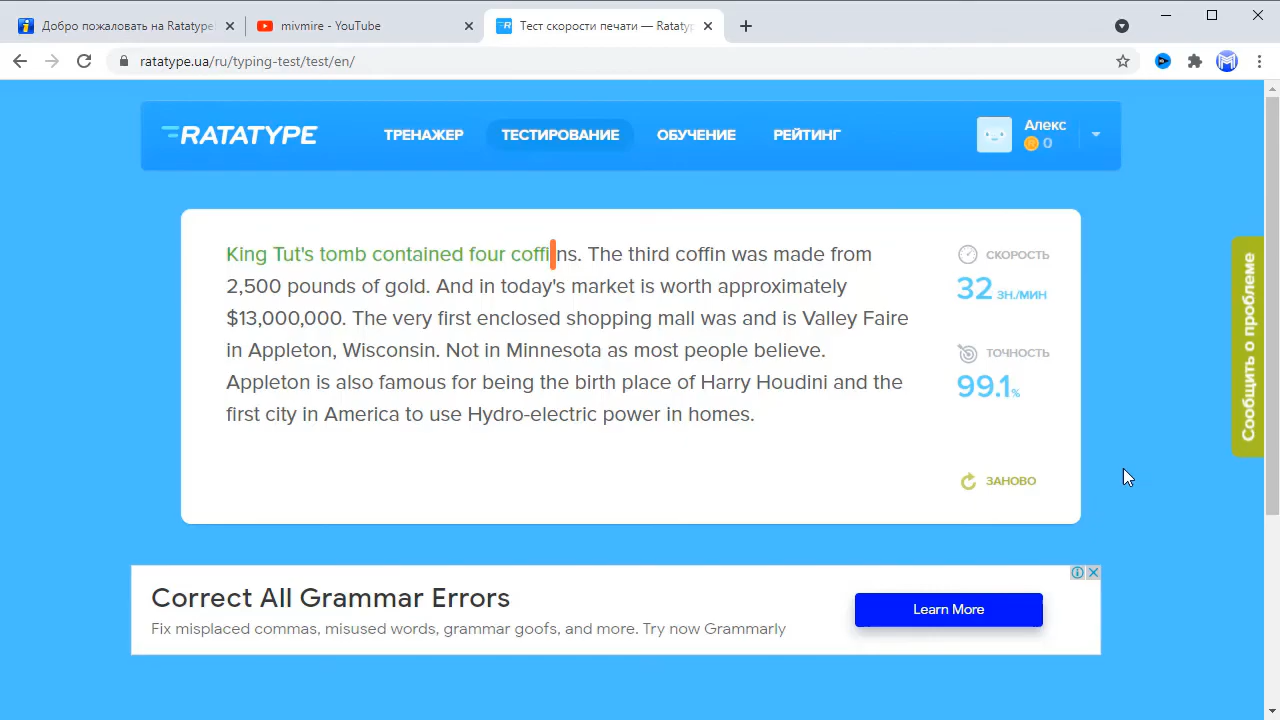 Добро пожаловать на Ratatype
mivmire - YouTube
Тест скорости печати — Ratatyp
ratatype.ua/ru/typing-test/test/en/
RATATYPE
ТРЕНАЖЕР
ТЕСТИРОВАНИЕ
ОБУЧЕНИЕ
РЕЙТИНГ
Алекс
0
King Tut's tomb contained four coffins. The third coffin was made from
2,500 pounds of gold. And in today's market is worth approximately
$13,000,000. The very first enclosed shopping mall was and is Valley Faire
in Appleton, Wisconsin. Not in Minnesota as most people believe.
Appleton is also famous for being the birth place of Harry Houdini and the
first city in America to use Hydro-electric power in homes.
СКОРОСТЬ
32 ЗН./МИН
ТОЧНОСТЬ
99.1%
ЗАНОВО
Сообщить о проблеме
Correct All Grammar Errors
Fix misplaced commas, misused words, grammar goofs, and more. Try now Grammarly
Learn More